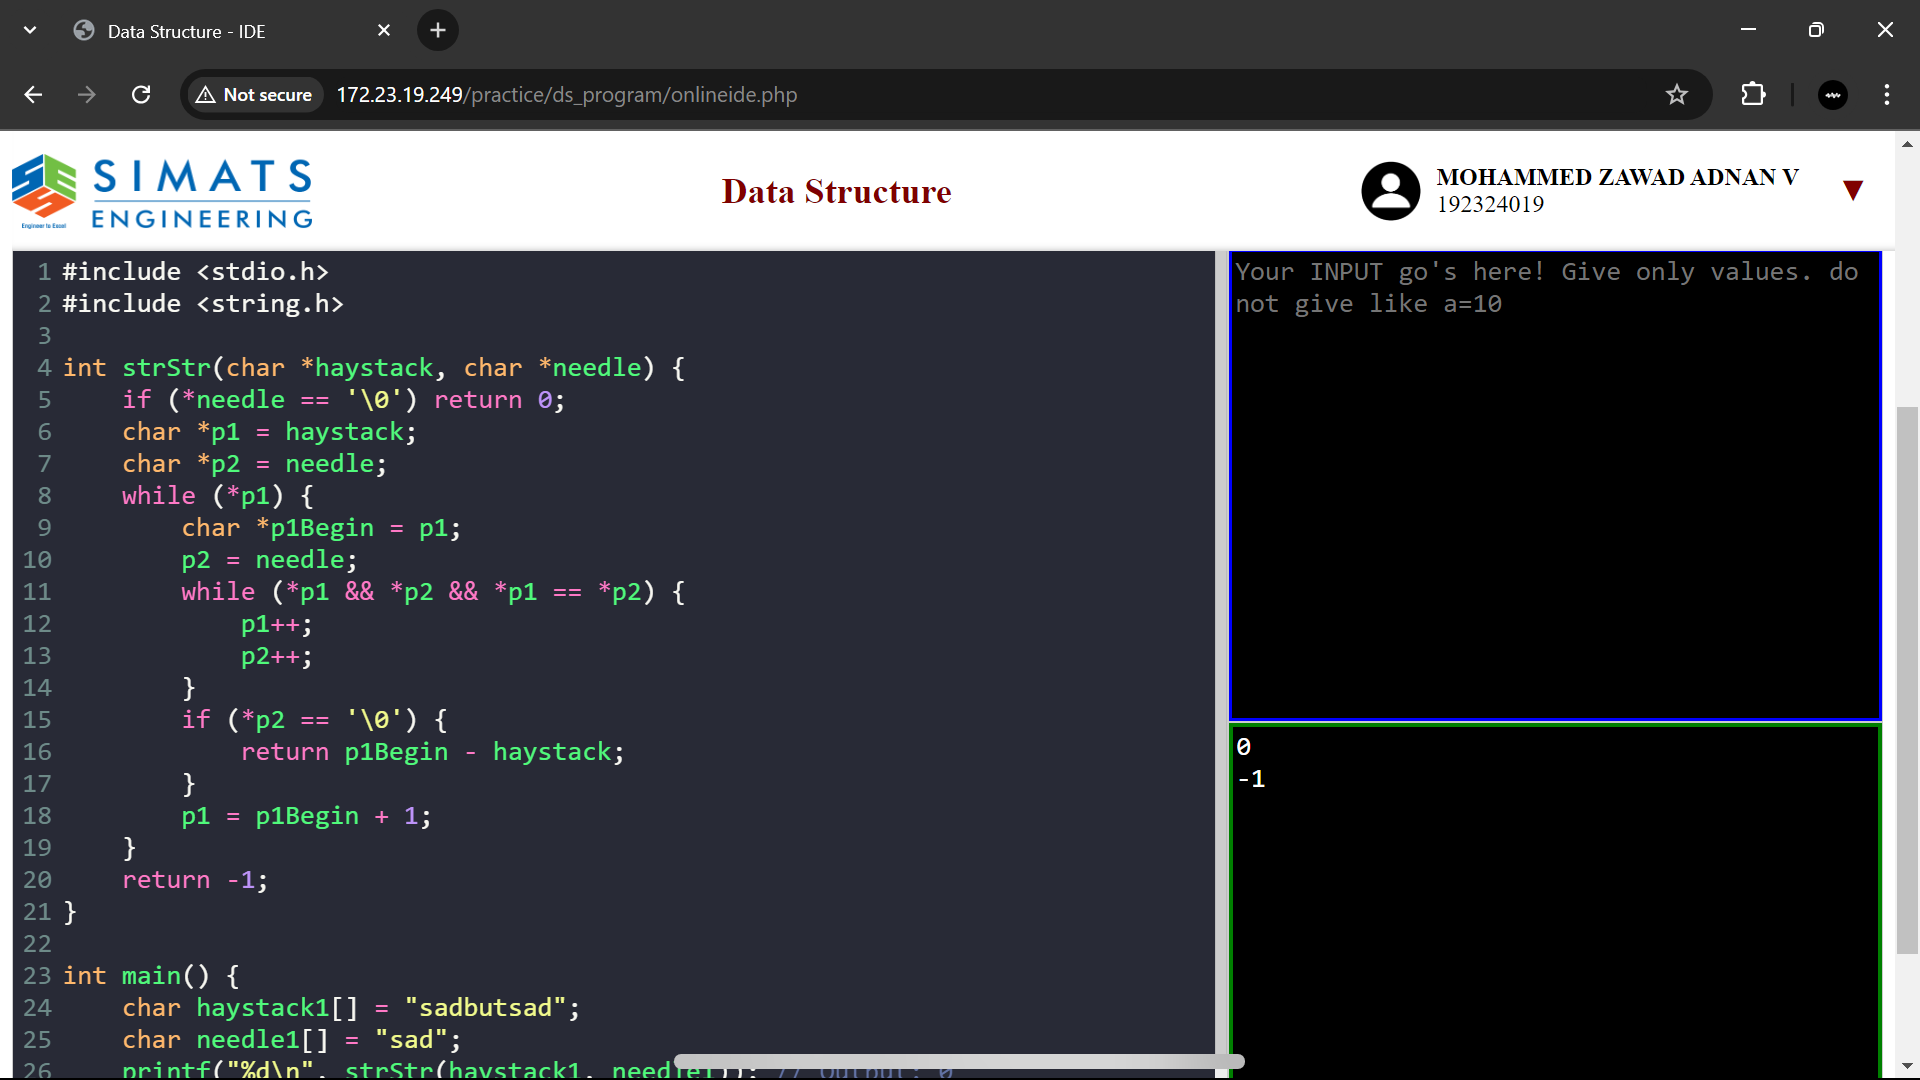 Data Structure - IDE
Not secure 172.23.19.249/practice/ds_program/onlineide.php
SIMATS
ENGINEERING
Engineer to Excel
Data Structure
MOHAMMED ZAWAD ADNAN V
192324019
1 #include <stdio.h>
2 #include <string.h>
3
4 int strStr(char *haystack, char *needle) {
5     if (*needle == '\0') return 0;
6     char *p1 = haystack;
7     char *p2 = needle;
8     while (*p1) {
9         char *p1Begin = p1;
10         p2 = needle;
11         while (*p1 && *p2 && *p1 == *p2) {
12             p1++;
13             p2++;
14         }
15         if (*p2 == '\0') {
16             return p1Begin - haystack;
17         }
18         p1 = p1Begin + 1;
19     }
20     return -1;
21 }
22
23 int main() {
24     char haystack1[] = "sadbutsad";
25     char needle1[] = "sad";
26     printf("%d\n", strStr(haystack1, needle1)); // Output: 0
Your INPUT go's here! Give only values. do
not give like a=10
0
-1